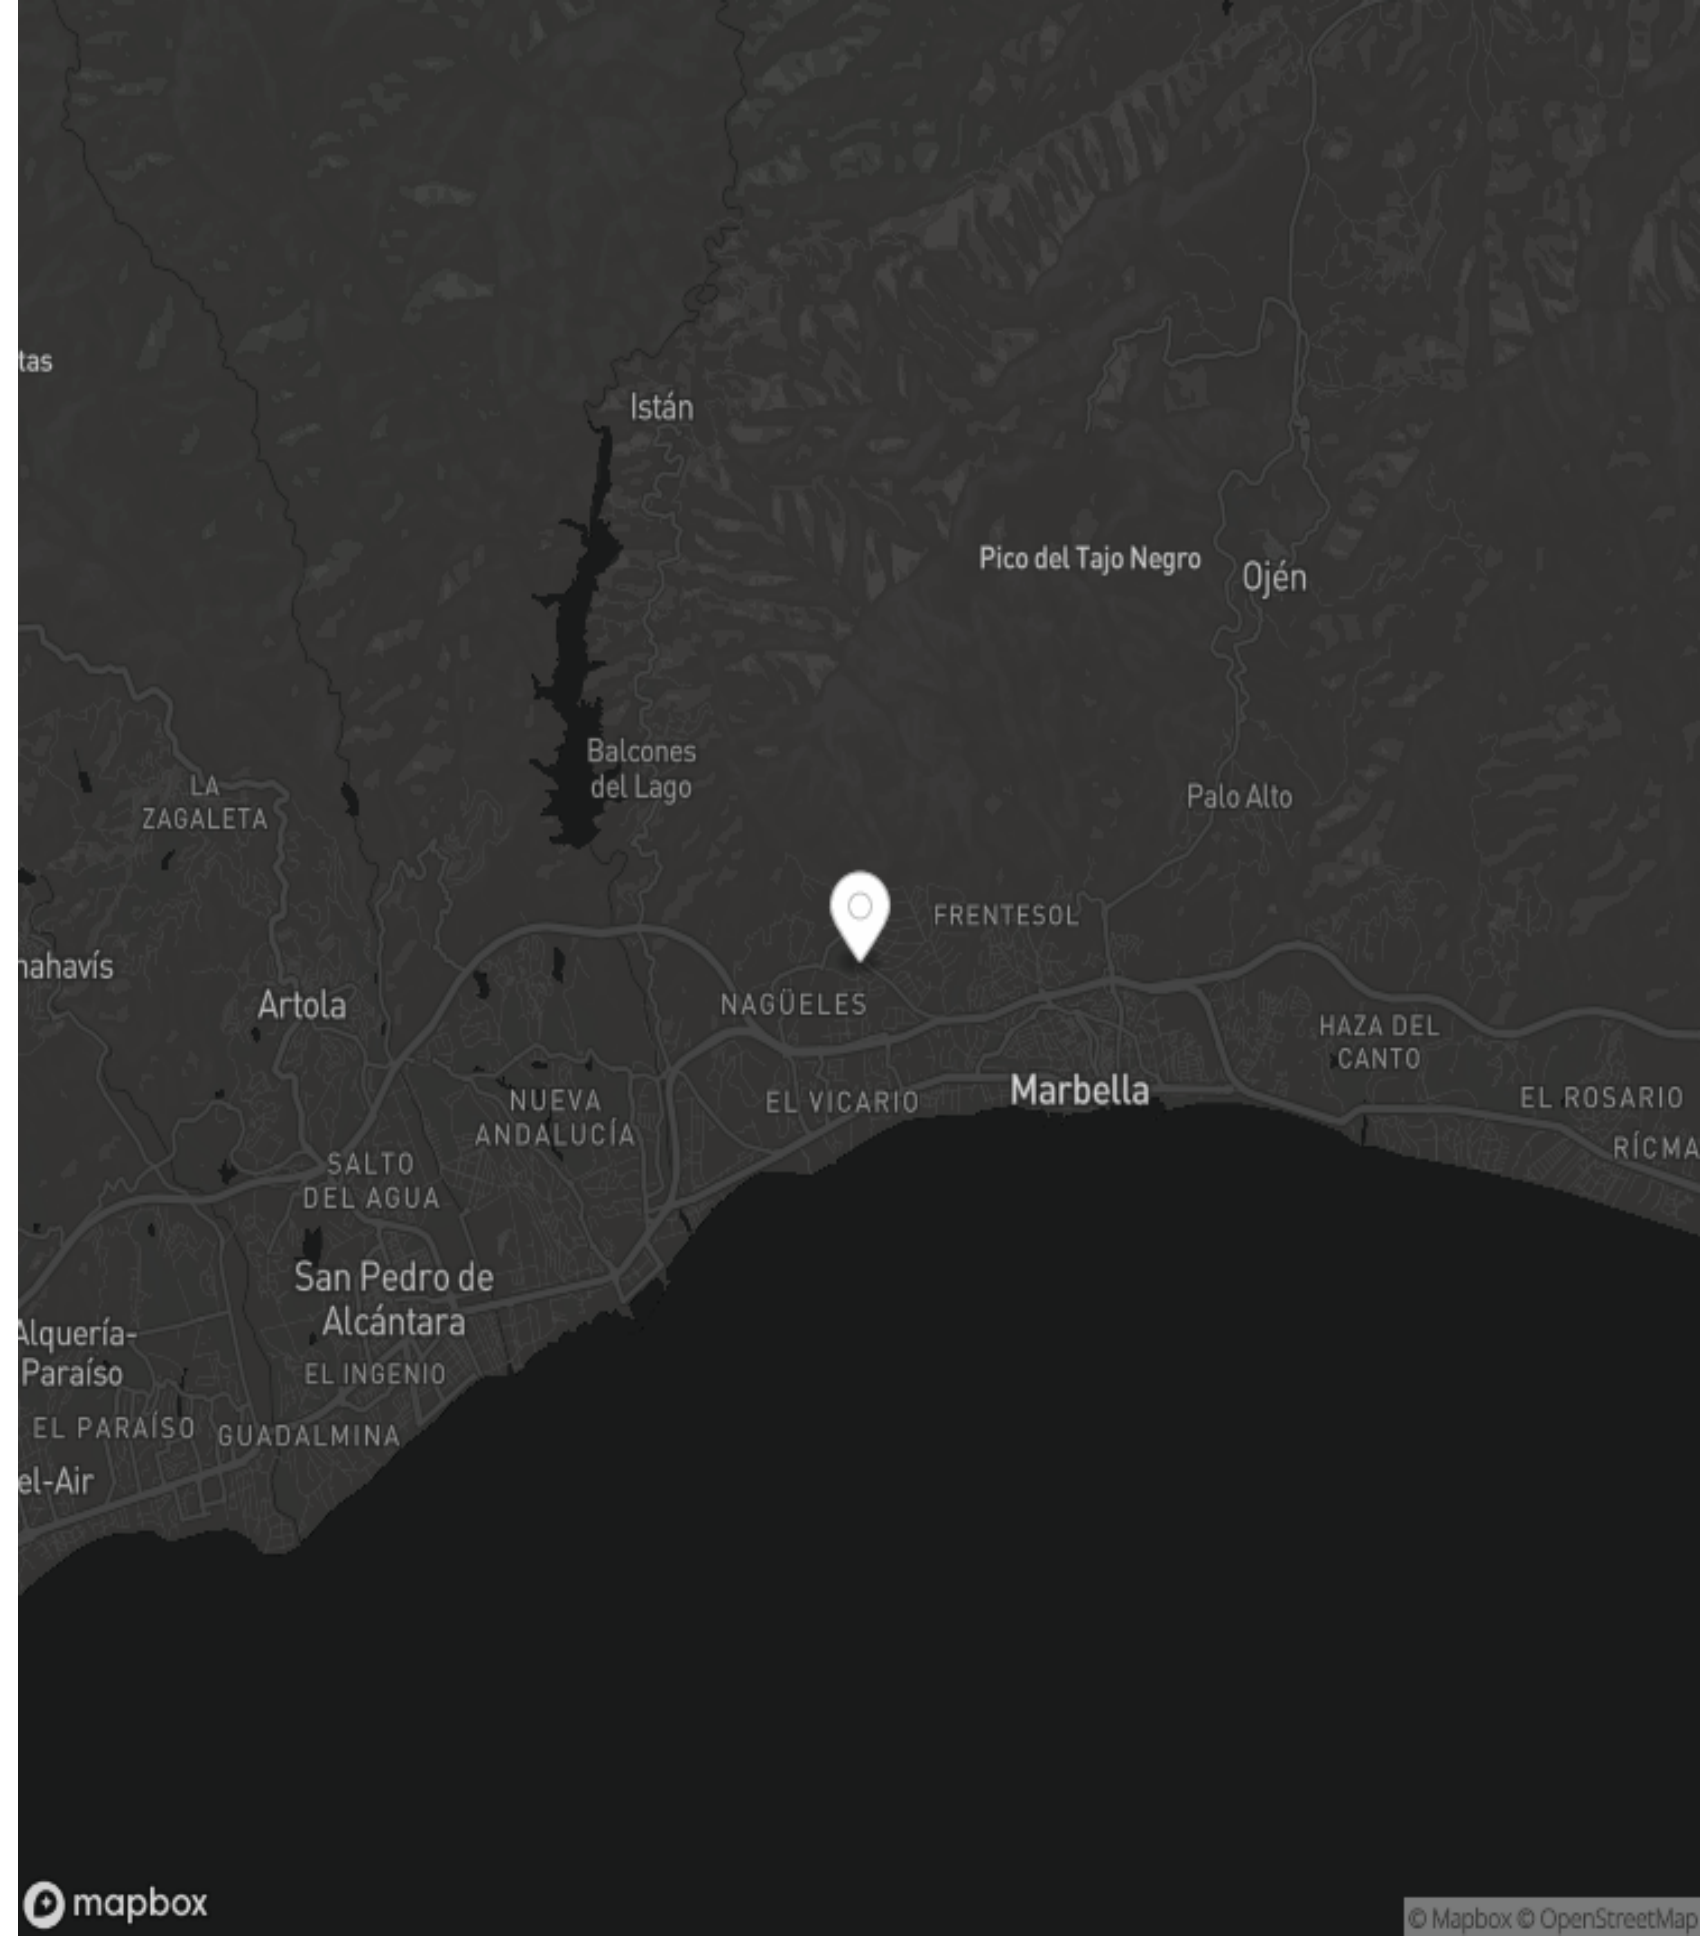 tas
Istán
Pico del Tajo Negro
Ojén
Balcones
del Lago
LA
ZAGALETA
Palo Alto
FRENTESOL
nahavís
Artola
NAGÜELES
HAZA DEL
CANTO
Marbella
NUEVA
ANDALUCÍA
EL VICARIO
EL ROSARIO
RÍCMA
SALTO
DEL AGUA
San Pedro de
Alcántara
Alquería-
Paraíso
EL INGENIO
EL PARAÍSO
GUADALMINA
el-Air
mapbox
© Mapbox © OpenStreetMap